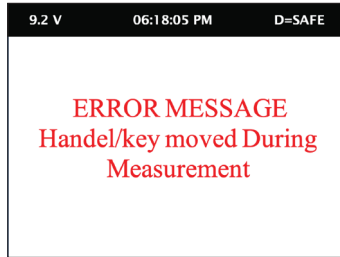 9.2 V 06:18:05 PM D=SAFE
ERROR MESSAGE
Handel/key moved During
Measurement